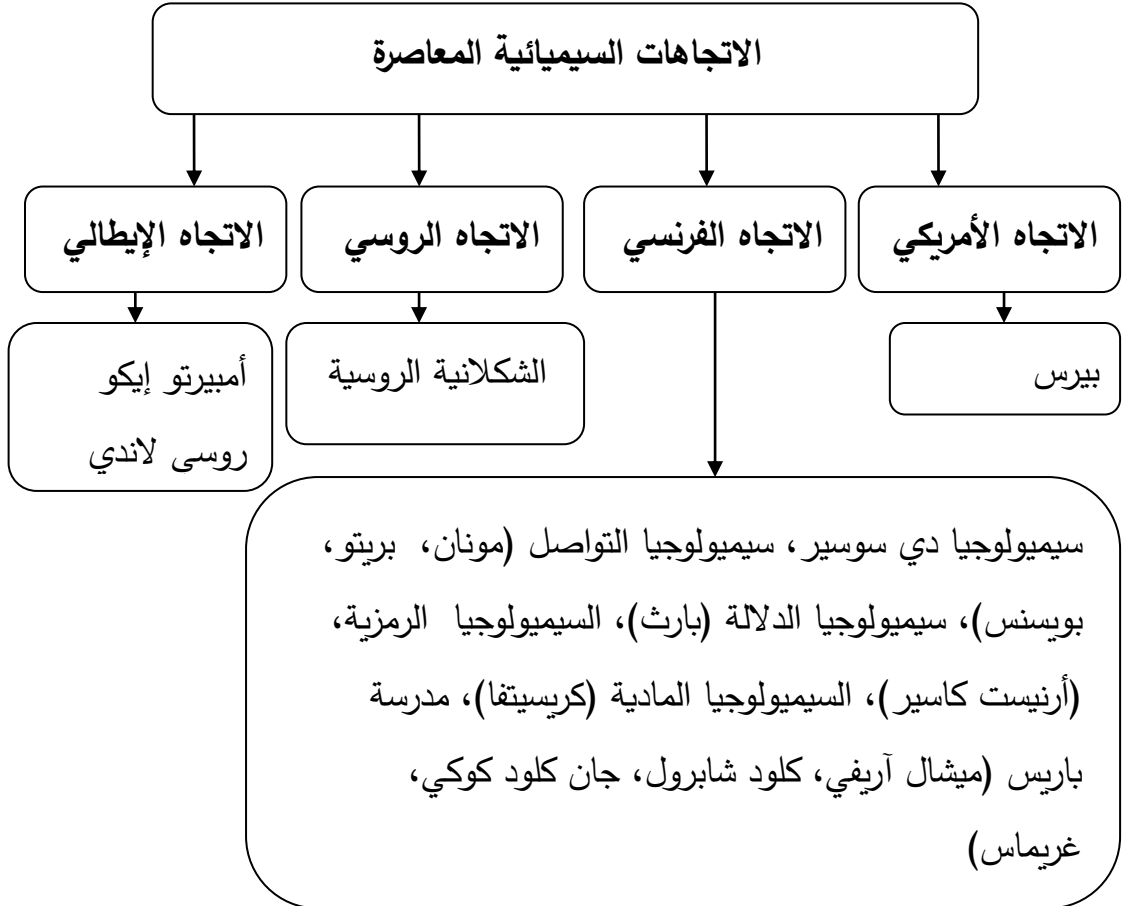 الاتجاهات السيميائية المعاصرة
الاتجاه الأمريكي
الاتجاه الفرنسي
الاتجاه الروسي
الاتجاه الإيطالي
بيرس
الشكلانية الروسية
أمبيرتو إيكو
روسى لاندي
سيميولوجيا دي سوسير، سيميولوجيا التواصل (مونان، بريتو،
بويسنس)، سيميولوجيا الدلالة (بارث)، السيميولوجيا الرمزية،
(أرنيست كاسير)، السيميولوجيا المادية (كريسيتفا)، مدرسة
باريس (ميشال آريفي، كلود شابرول، جان كلود كوكي،
غريماس)